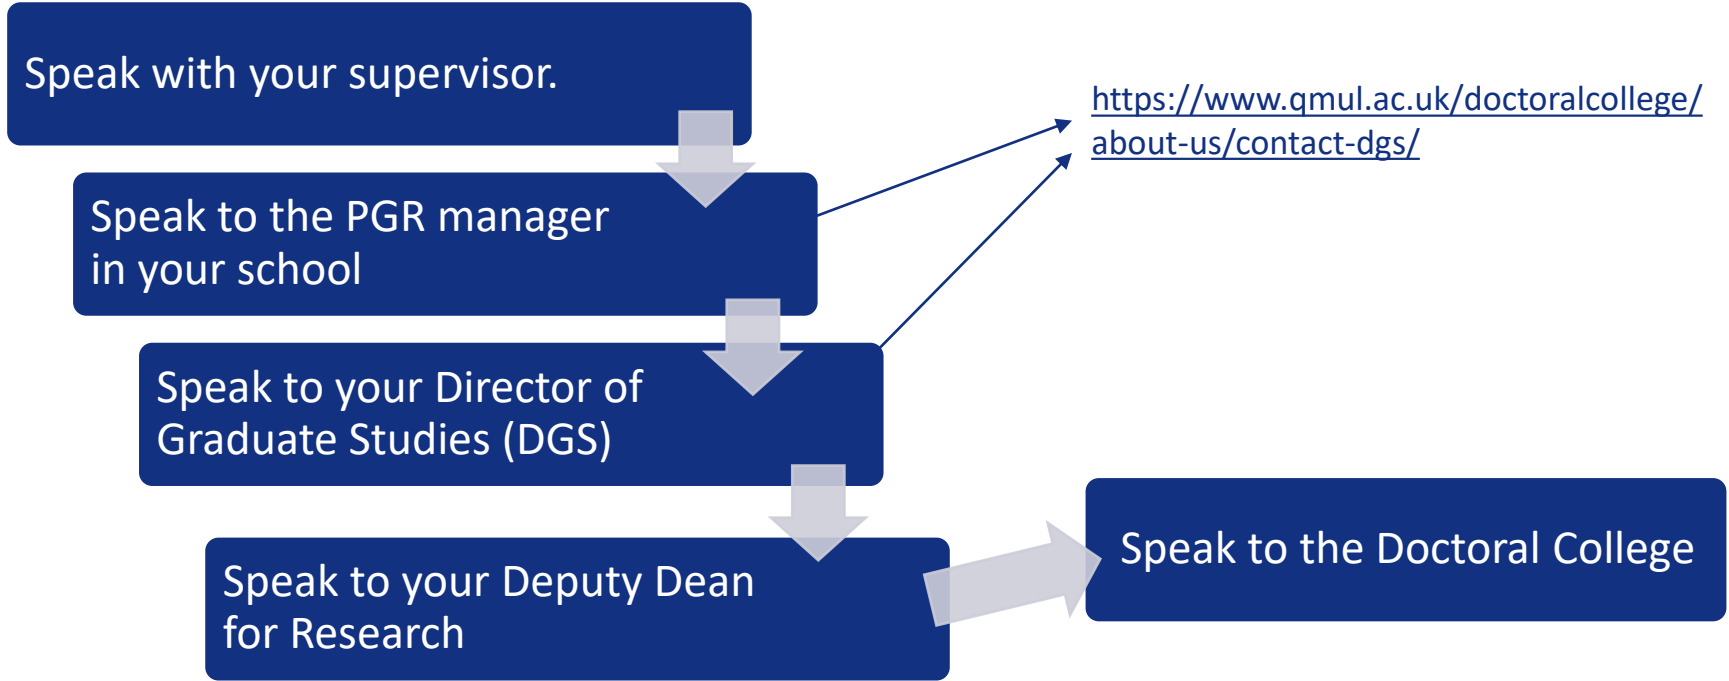 Speak with your supervisor.
https://www.qmul.ac.uk/doctoralcollege/
about-us/contact-dgs/
Speak to the PGR manager
in your school
Speak to your Director of
Graduate Studies (DGS)
Speak to your Deputy Dean
for Research
Speak to the Doctoral College